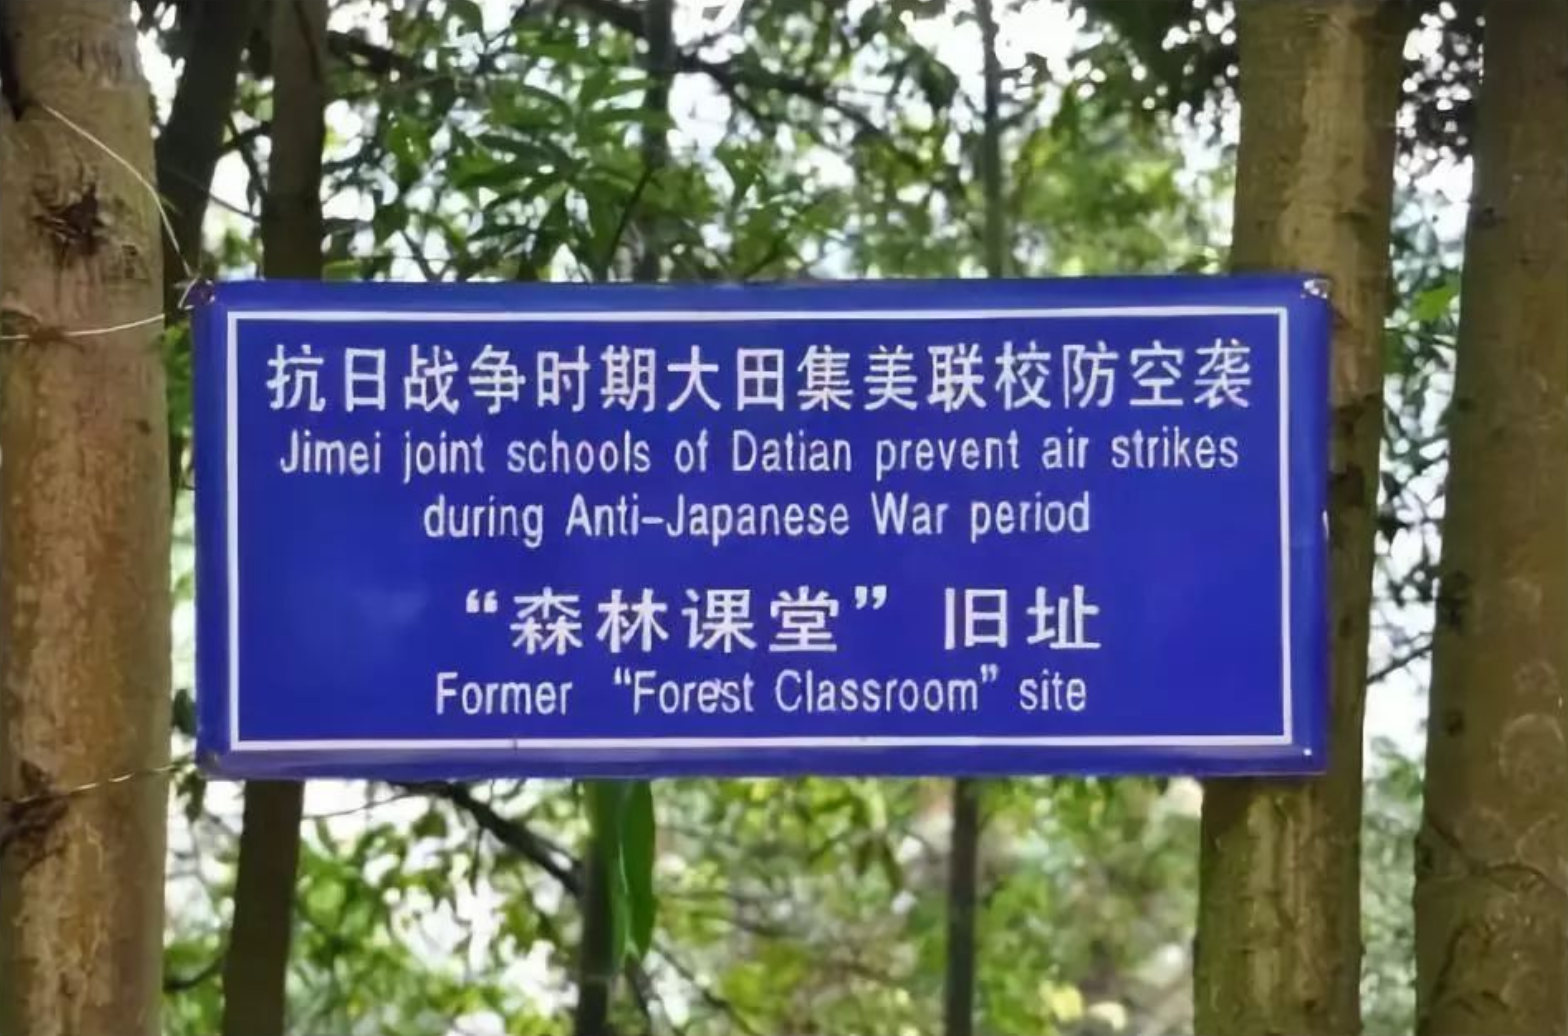 抗日战争时期大田集美联校防空袭
Jimei joint schools of Datian prevent air strikes
during Anti-Japanese War period
“森林课堂” 旧址
Former “Forest Classroom” site